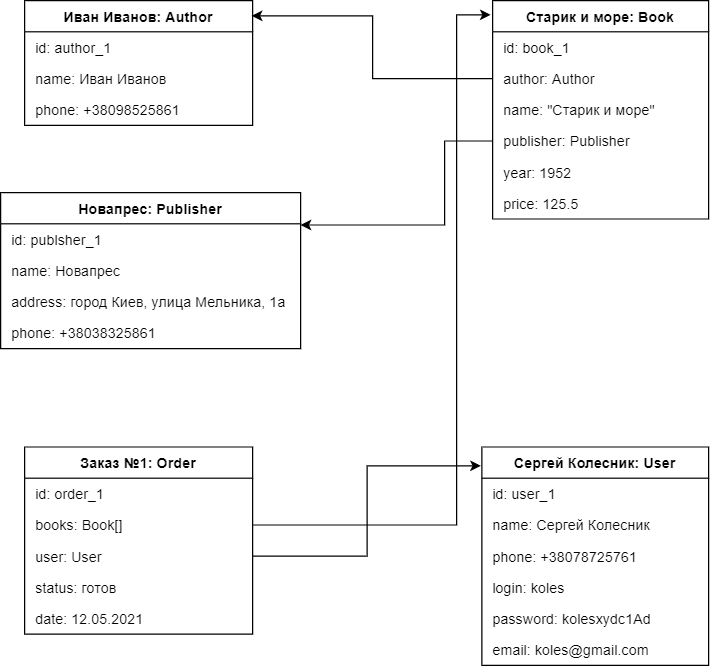 Иван Иванов: Author
id: author_1
name: Иван Иванов
phone: +38098525861
Старик и море: Book
id: book_1
author: Author
name: "Старик и море"
publisher: Publisher
year: 1952
price: 125.5
Новапрес: Publisher
id: publsher_1
name: Новапрес
address: город Киев, улица Мельника, 1а
phone: +38038325861
Заказ №1: Order
id: order_1
books: Book[]
user: User
status: готов
date: 12.05.2021
Сергей Колесник: User
id: user_1
name: Сергей Колесник
phone: +38078725761
login: koles
password: kolesxydc1Ad
email: koles@gmail.com